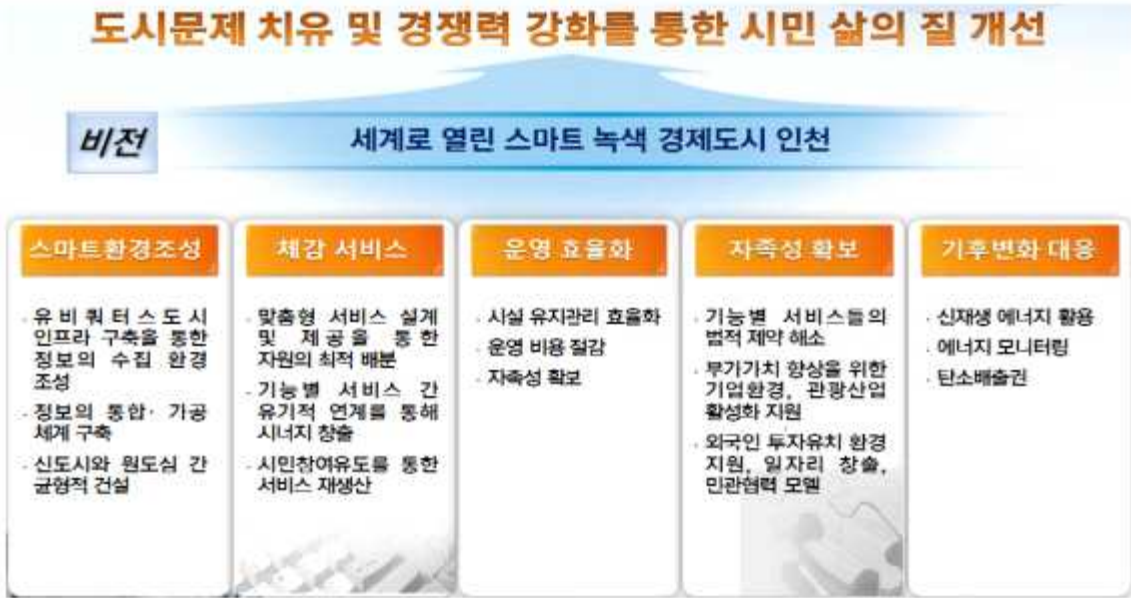 도시문제 치유 및 경쟁력 강화를 통한 시민 삶의 질 개선
비전
세계로 열린 스마트 녹색 경제도시 인천
스마트환경조성
· 유비쿼터스도시
인프라 구축을 통한
정보의 수집 환경
조성
· 정보의 통합· 가공
체계 구축
· 신도시와 원도심 간
균형적 건설
체감 서비스
· 맞춤형 서비스 설계
및 제공을 통한
자원의 최적 배분
· 기능별 서비스 간
유기적 연계를 통해
시너지 창출
· 시민참여유도를 통한
서비스 재생산
운영 효율화
· 시설 유지관리 효율화
· 운영 비용 절감
· 자족성 확보
자족성 확보
· 기능별 서비스들의
법적 제약 해소
· 부가가치 향상을 위한
기업환경, 관광산업
활성화 지원
· 외국인 투자유치 환경
지원, 일자리 창출,
민관협력 모델
기후변화 대응
· 신재생 에너지 활용
· 에너지 모니터링
· 탄소배출권